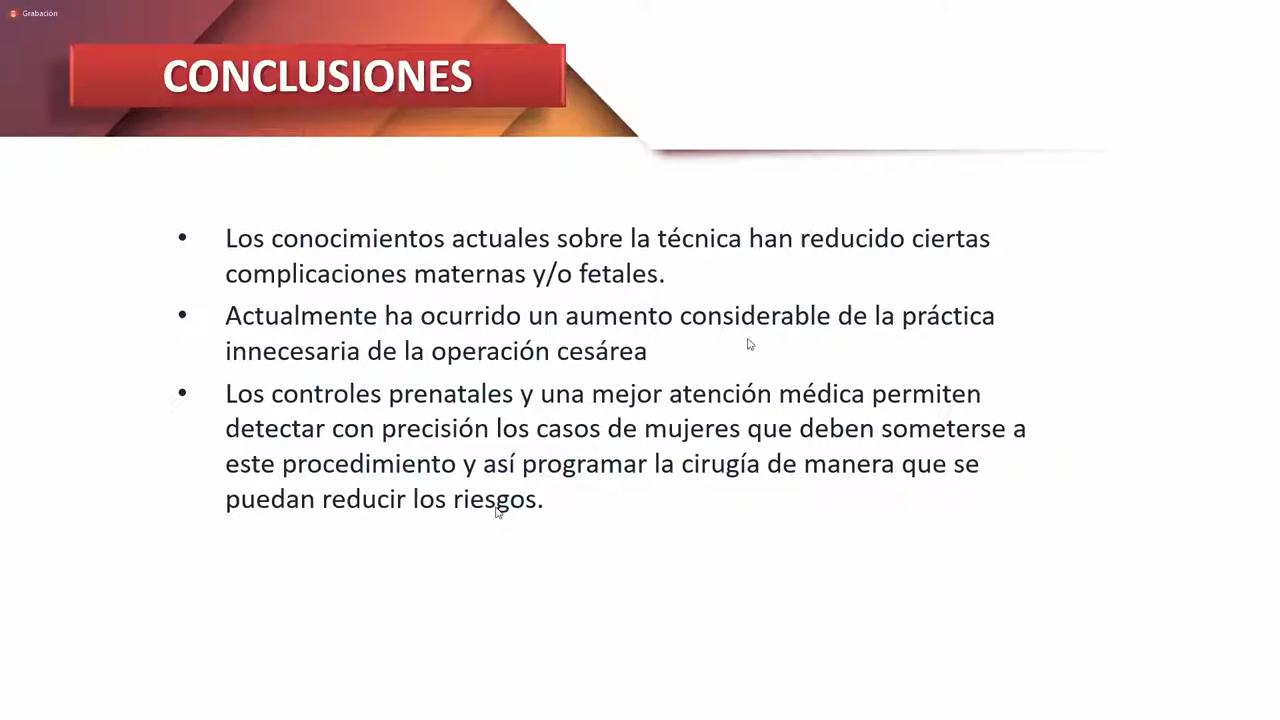 Grabación
CONCLUSIONES
• Los conocimientos actuales sobre la técnica han reducido ciertas
complicaciones maternas y/o fetales.
• Actualmente ha ocurrido un aumento considerable de la práctica
innecesaria de la operación cesárea
• Los controles prenatales y una mejor atención médica permiten
detectar con precisión los casos de mujeres que deben someterse a
este procedimiento y así programar la cirugía de manera que se
puedan reducir los riesgos.